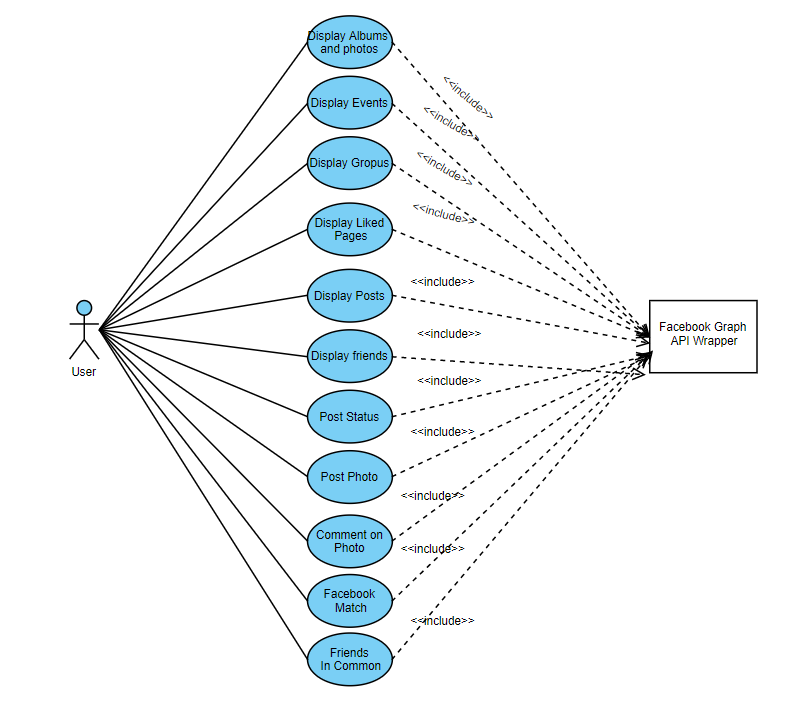 Display Albums
and photos
<<include>>
Display Events
<<include>>
Display Gropus
<<include>>
Display Liked
Pages
<<include>>
Display Posts
<<include>>
Facebook Graph
API Wrapper
Display friends
<<include>>
User
<<include>>
Post Status
<<include>>
Post Photo
<<include>>
Comment on
Photo
<<include>>
Facebook
Match
<<include>>
Friends
In Common